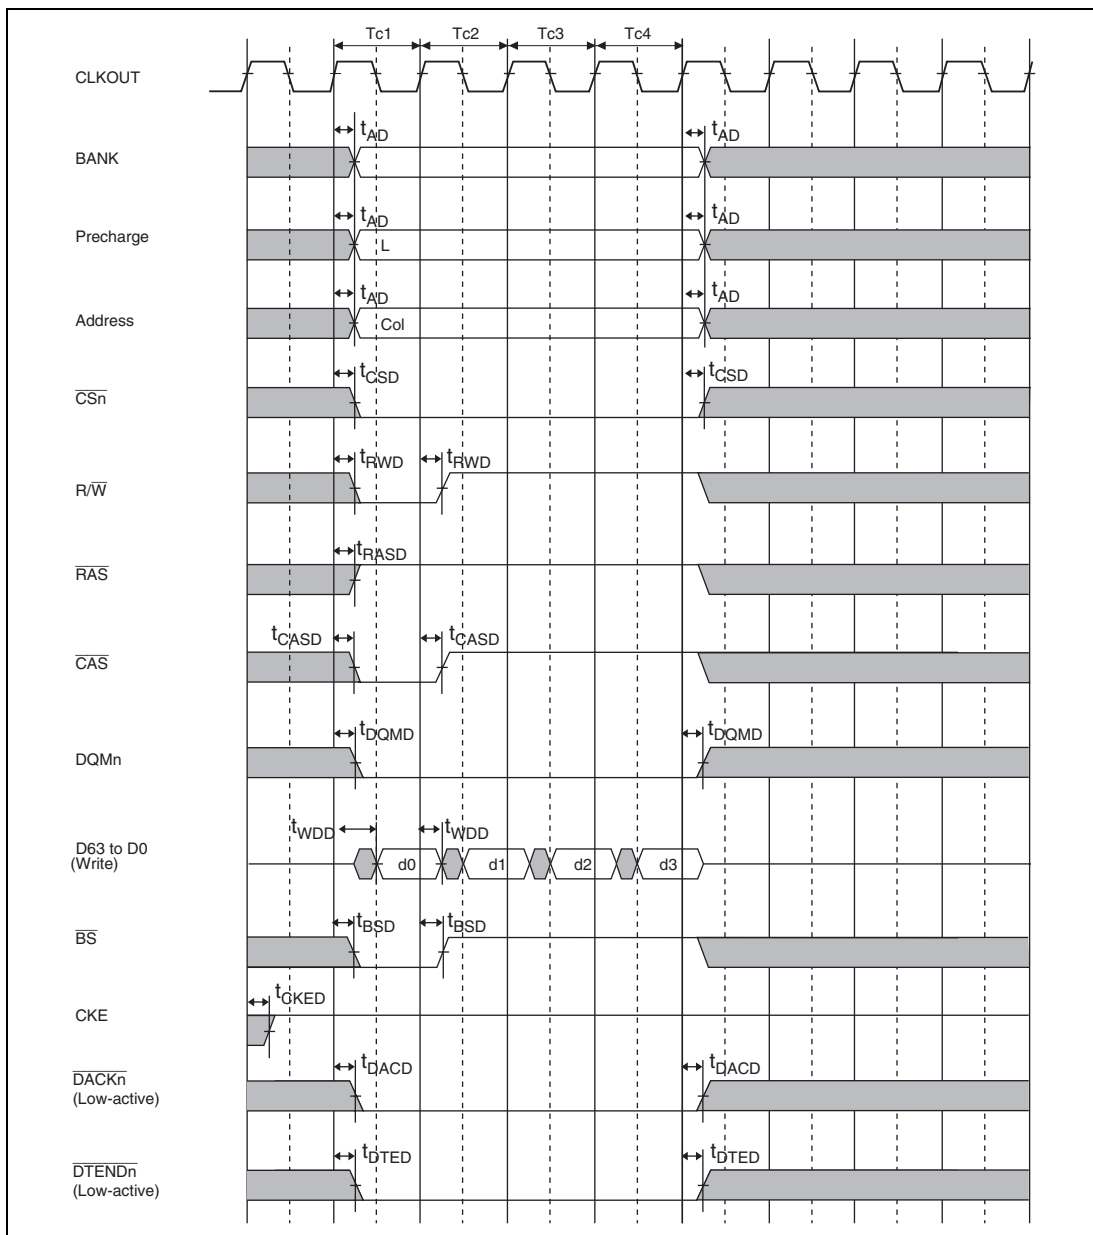 Tc1 Tc2 Tc3 Tc4
CLKOUT
tAD tAD
BANK
tAD tAD
Precharge
L
tAD tAD
Address
Col
tCSD tCSD
CSn
tRWD tRWD
R/W
tRASD
RAS
tCASD tCASD
CAS
tDQMD tDQMD
DQMn
tWDD tWDD
D63 to D0
(Write)
d0 d1 d2 d3
tBSD tBSD
BS
tCKED
CKE
tDACD tDACD
DACKn
(Low-active)
tDTED tDTED
DTENDn
(Low-active)